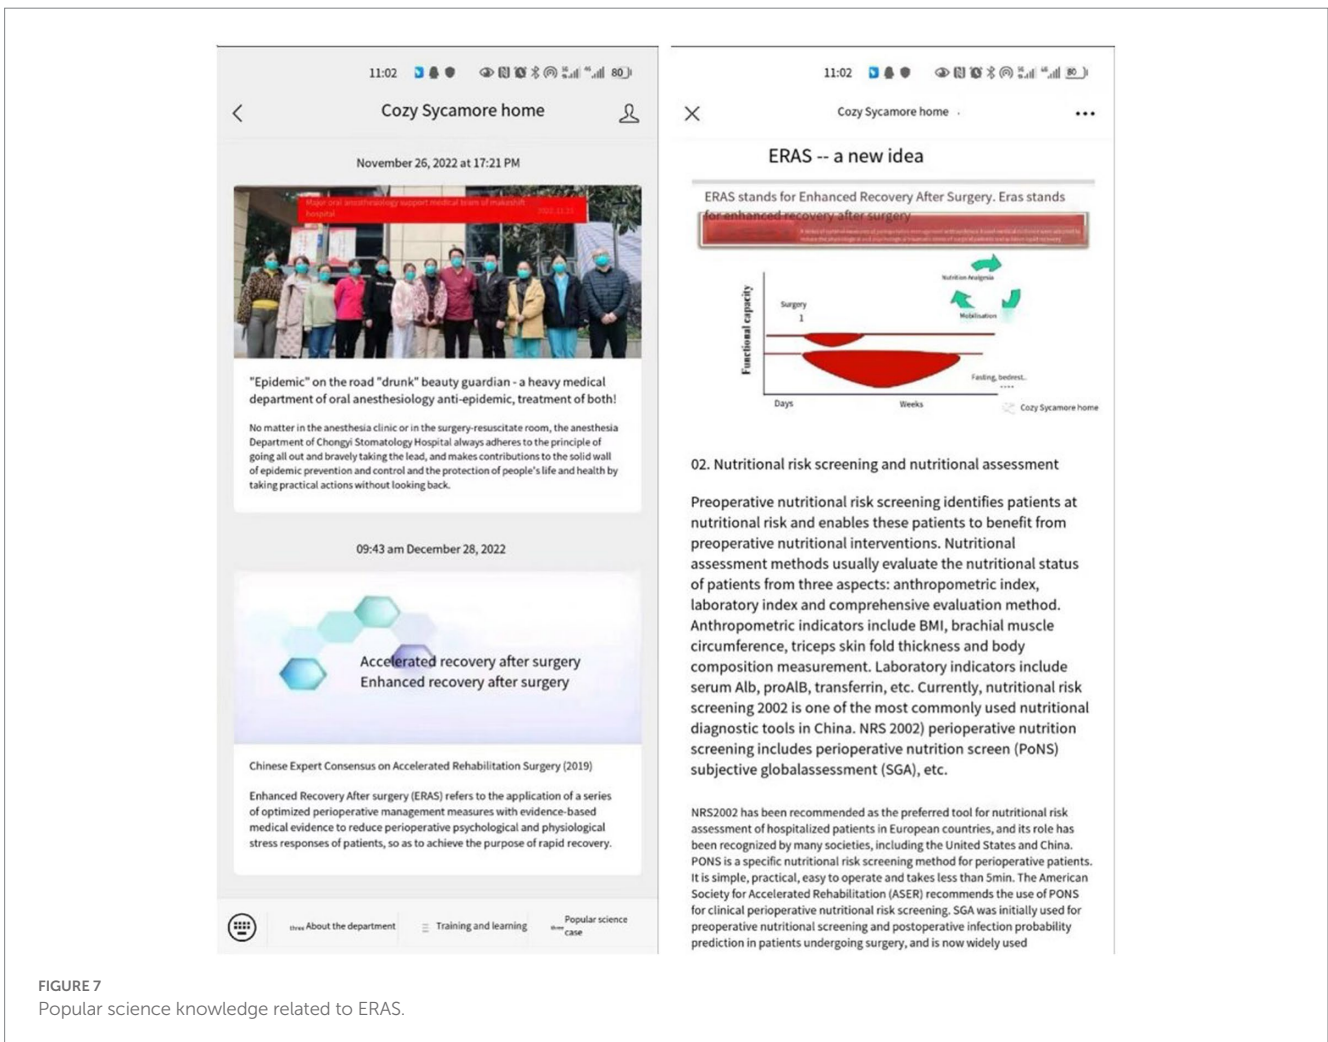 11:02
80
Cozy Sycamore home
November 26, 2022 at 17:21 PM
Major oral anesthesiology support medical team of makeshift
hospital
"Epidemic" on the road "drunk" beauty guardian - a heavy medical
department of oral anesthesiology anti-epidemic, treatment of both!
No matter in the anesthesia clinic or in the surgery-resuscitate room, the anesthesia
Department of Chongyi Stomatology Hospital always adheres to the principle of
going all out and bravely taking the lead, and makes contributions to the solid wall
of epidemic prevention and control and the protection of people's life and health by
taking practical actions without looking back.
09:43 am December 28, 2022
Accelerated recovery after surgery
Enhanced recovery after surgery
Chinese Expert Consensus on Accelerated Rehabilitation Surgery (2019)
Enhanced Recovery After surgery (ERAS) refers to the application of a series
of optimized perioperative management measures with evidence-based
medical evidence to reduce perioperative psychological and physiological
stress responses of patients, so as to achieve the purpose of rapid recovery.
three About the department
Training and learning
three Popular science
case
11:02
80
Cozy Sycamore home
ERAS -- a new idea
ERAS stands for Enhanced Recovery After Surgery. Eras stands
for enhanced recovery after surgery
Nutrition Analgesia
Mobilisation
Functional capacity
Surgery
1
Fasting, bedrest..
Days
Weeks
Cozy Sycamore home
02. Nutritional risk screening and nutritional assessment
Preoperative nutritional risk screening identifies patients at
nutritional risk and enables these patients to benefit from
preoperative nutritional interventions. Nutritional
assessment methods usually evaluate the nutritional status
of patients from three aspects: anthropometric index,
laboratory index and comprehensive evaluation method.
Anthropometric indicators include BMI, brachial muscle
circumference, triceps skin fold thickness and body
composition measurement. Laboratory indicators include
serum Alb, proAlB, transferrin, etc. Currently, nutritional risk
screening 2002 is one of the most commonly used nutritional
diagnostic tools in China. NRS 2002) perioperative nutrition
screening includes perioperative nutrition screen (PoNS)
subjective globalassessment (SGA), etc.
NRS2002 has been recommended as the preferred tool for nutritional risk
assessment of hospitalized patients in European countries, and its role has
been recognized by many societies, including the United States and China.
PONS is a specific nutritional risk screening method for perioperative patients.
It is simple, practical, easy to operate and takes less than 5min. The American
Society for Accelerated Rehabilitation (ASER) recommends the use of PONS
for clinical perioperative nutritional risk screening. SGA was initially used for
preoperative nutritional screening and postoperative infection probability
prediction in patients undergoing surgery, and is now widely used
FIGURE 7
Popular science knowledge related to ERAS.